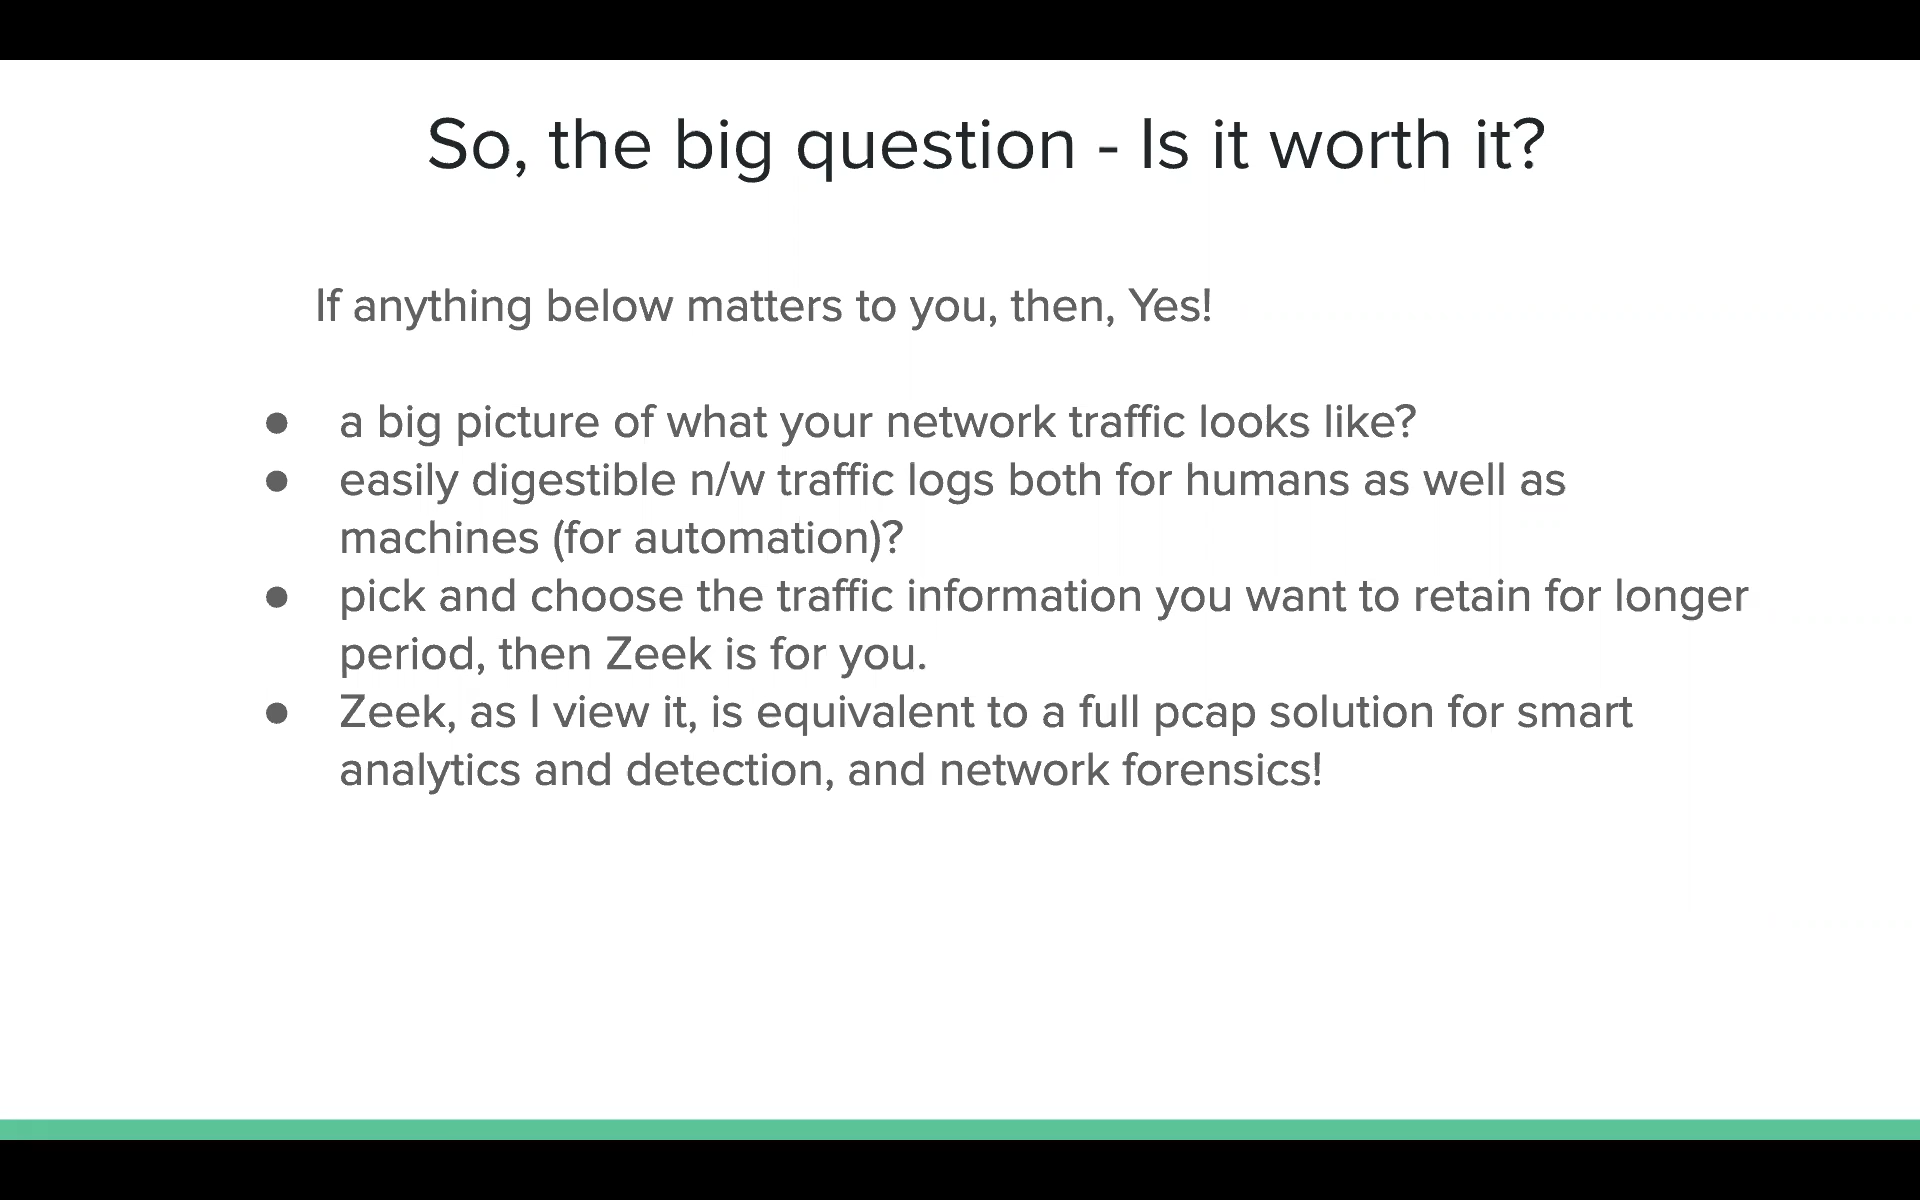 So, the big question - Is it worth it?
If anything below matters to you, then, Yes!
● a big picture of what your network traffic looks like?
● easily digestible n/w traffic logs both for humans as well as
machines (for automation)?
● pick and choose the traffic information you want to retain for longer
period, then Zeek is for you.
● Zeek, as I view it, is equivalent to a full pcap solution for smart
analytics and detection, and network forensics!